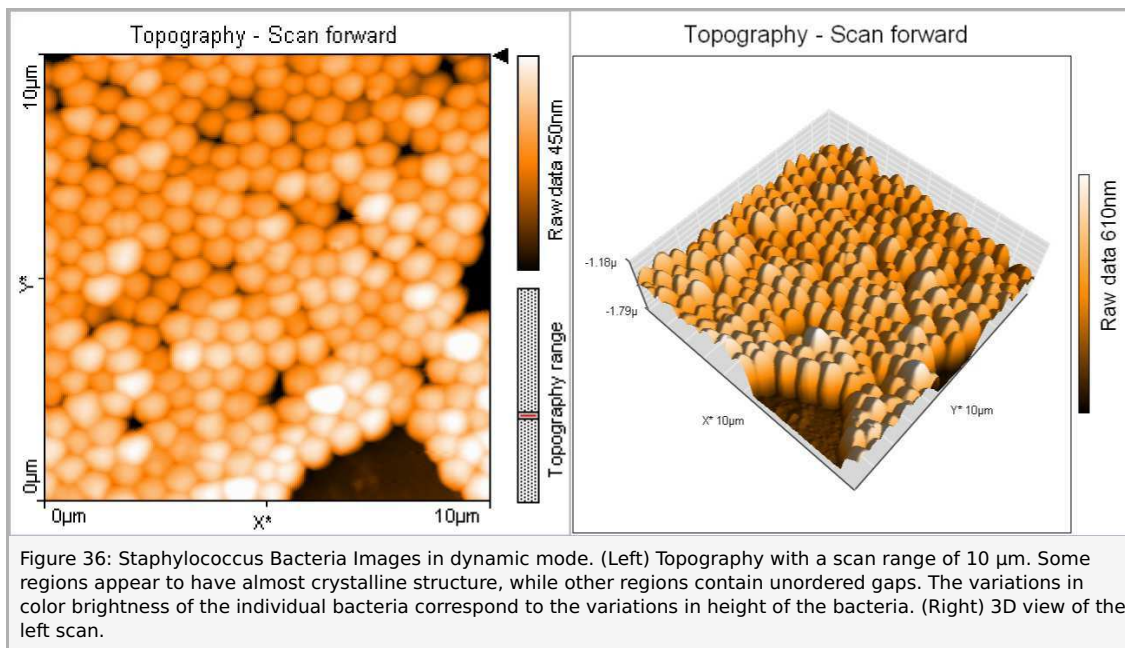 Topography - Scan forward
10µm
Y*
0µm
0µm
X*
10µm
Raw data 450nm
Topography range
Topography - Scan forward
-1.18µ
-1.79µ
X* 10µm
Y* 10µm
Raw data 610nm
Figure 36: Staphylococcus Bacteria Images in dynamic mode. (Left) Topography with a scan range of 10 µm. Some
regions appear to have almost crystalline structure, while other regions contain unordered gaps. The variations in
color brightness of the individual bacteria correspond to the variations in height of the bacteria. (Right) 3D view of the
left scan.